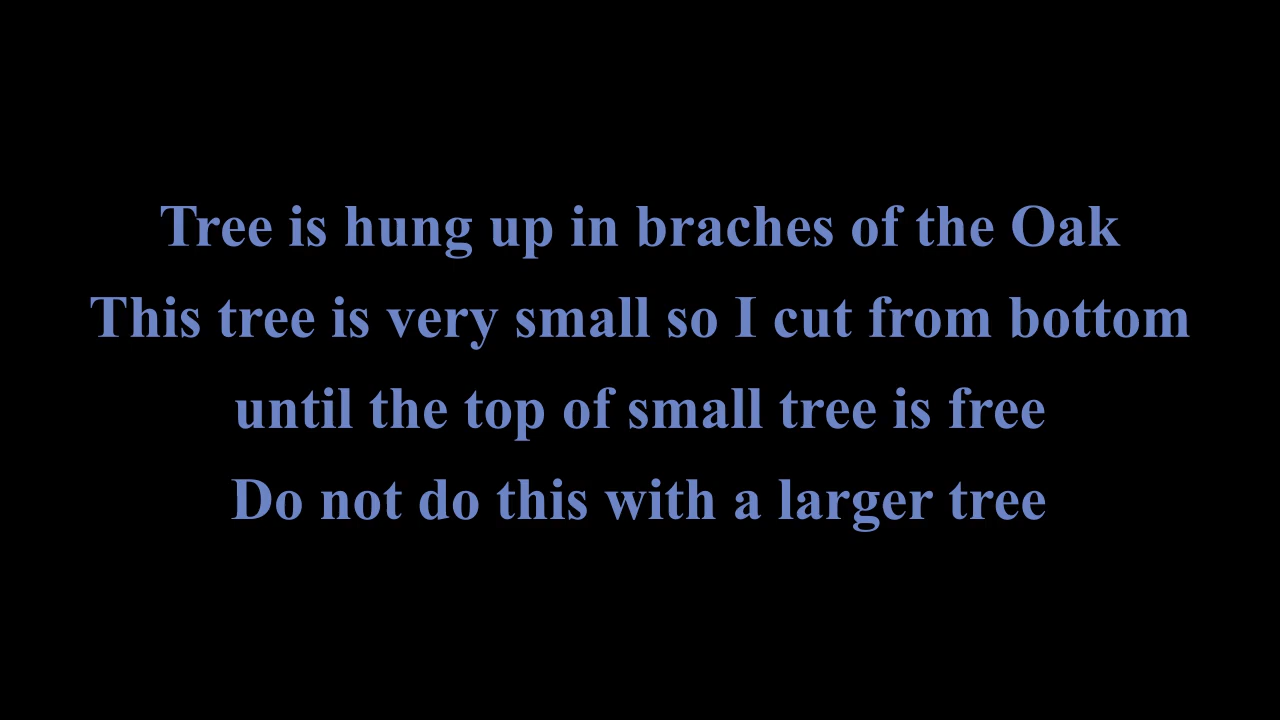 Tree is hung up in braches of the Oak
This tree is very small so I cut from bottom
until the top of small tree is free
Do not do this with a larger tree